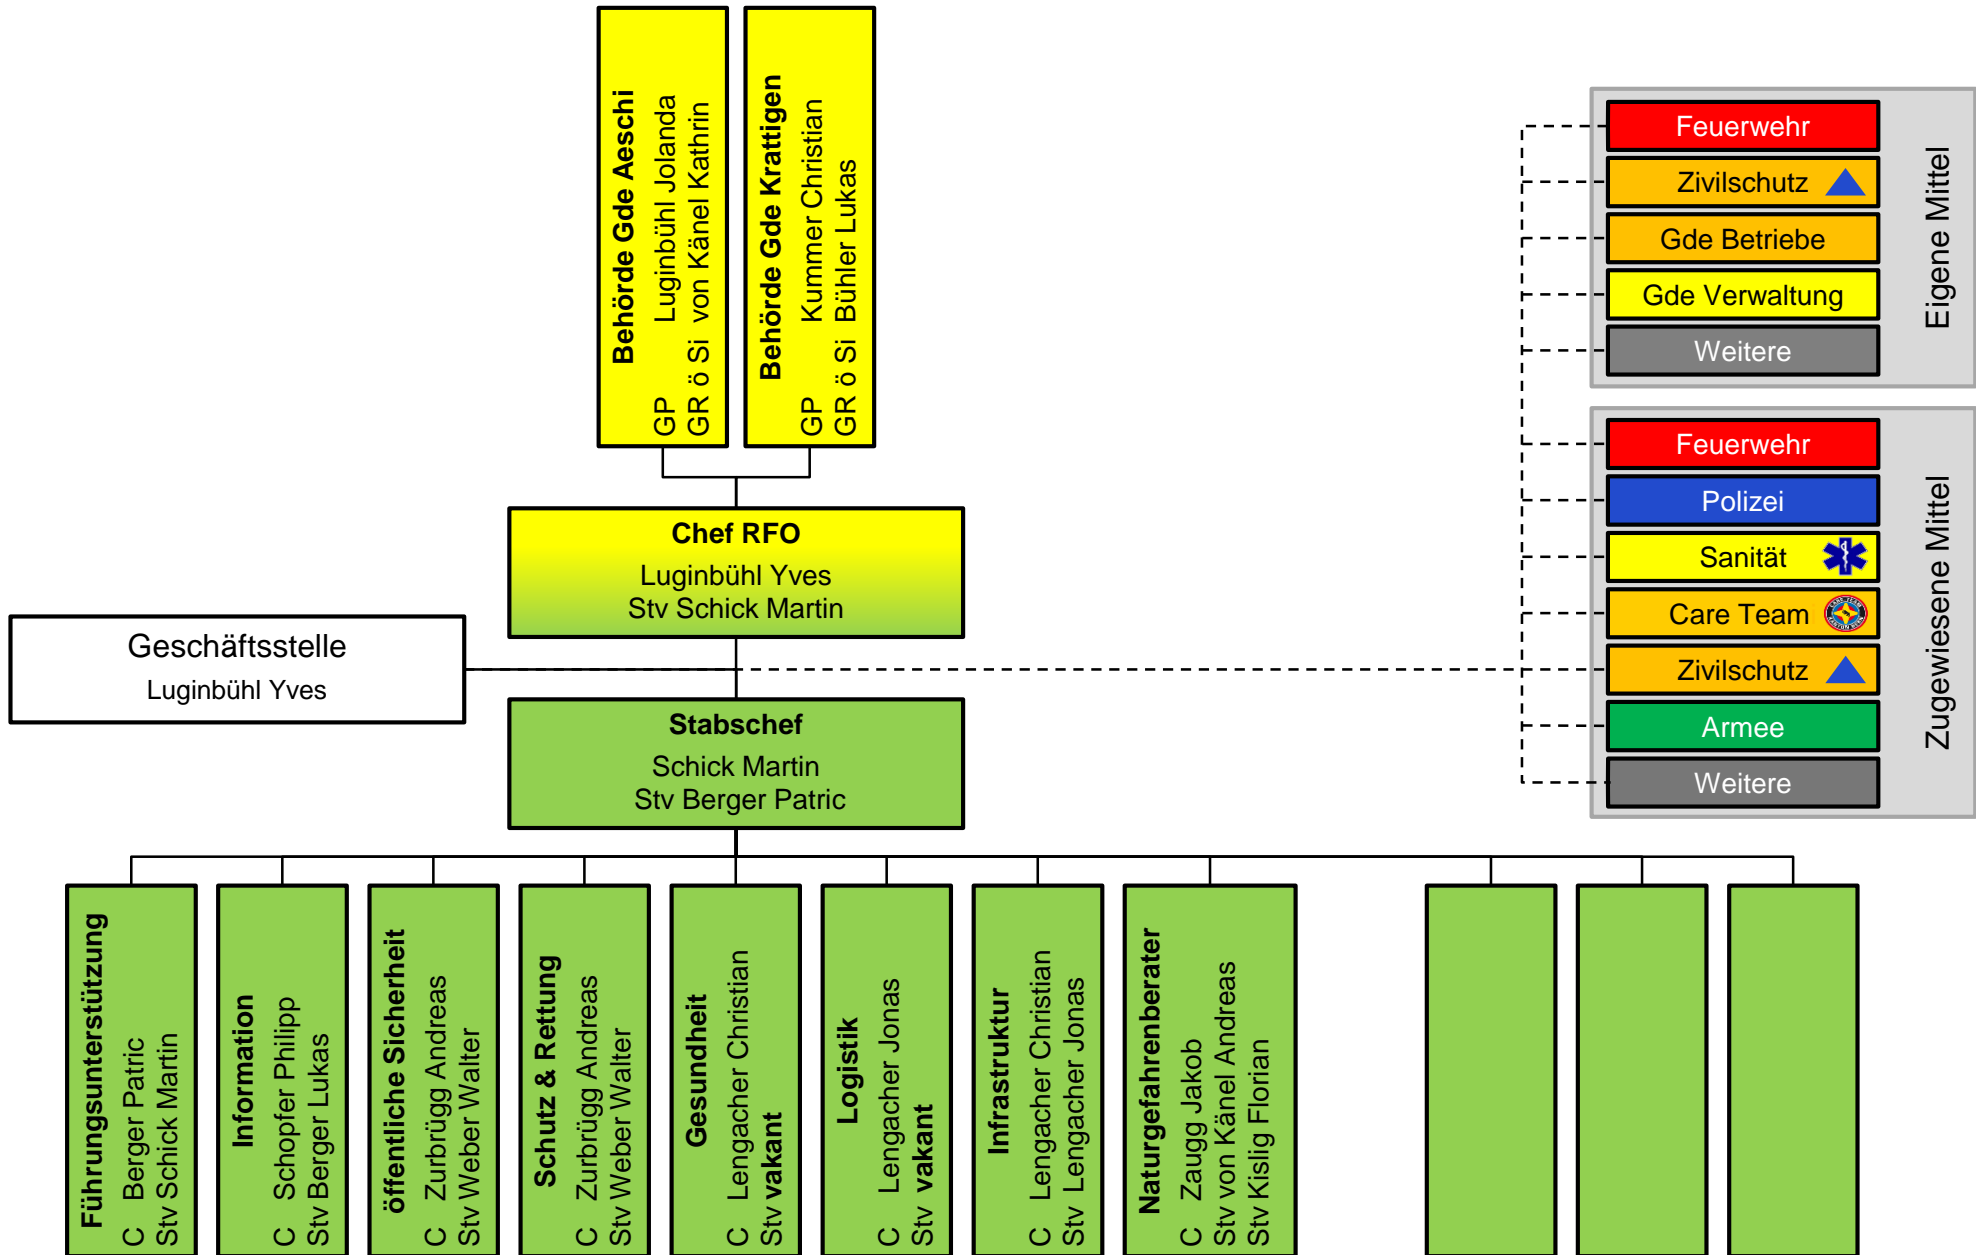 Behörde Gde Aeschi
GP Luginbühl Jolanda
GR ö Si von Känel Kathrin
Behörde Gde Krattigen
GP Kummer Christian
GR ö Si Bühler Lukas
Chef RFO
Luginbühl Yves
Stv Schick Martin
Geschäftsstelle
Luginbühl Yves
Stabschef
Schick Martin
Stv Berger Patric
Führungsunterstützung
C Berger Patric
Stv Schick Martin
Information
C Schopfer Philipp
Stv Berger Lukas
öffentliche Sicherheit
C Zurbrügg Andreas
Stv Weber Walter
Schutz & Rettung
C Zurbrügg Andreas
Stv Weber Walter
Gesundheit
C Lengacher Christian
Stv vakant
Logistik
C Lengacher Jonas
Stv vakant
Infrastruktur
C Lengacher Christian
Stv Lengacher Jonas
Naturgefahrenberater
C Zaugg Jakob
Stv von Känel Andreas
Stv Kislig Florian
Eigene Mittel
Feuerwehr
Zivilschutz
Gde Betriebe
Gde Verwaltung
Weitere
Zugewiesene Mittel
Feuerwehr
Polizei
Sanität
Care Team
Zivilschutz
Armee
Weitere